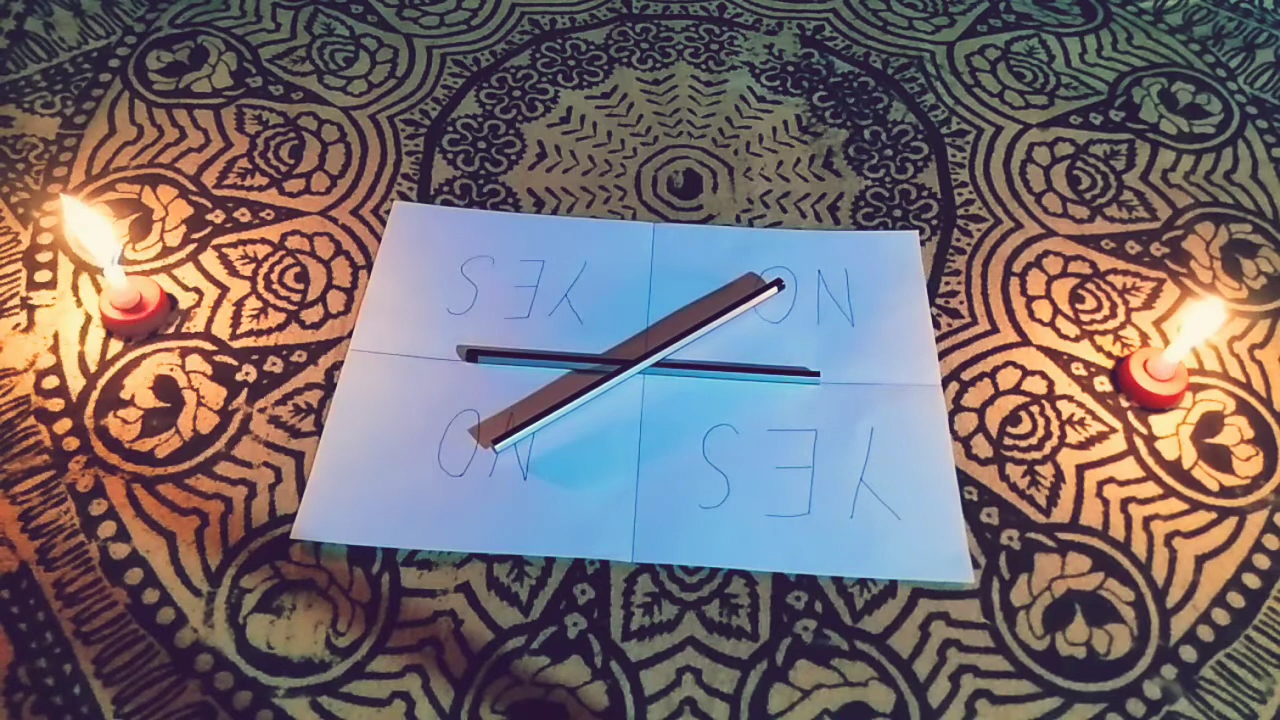 YES NO
NO YES